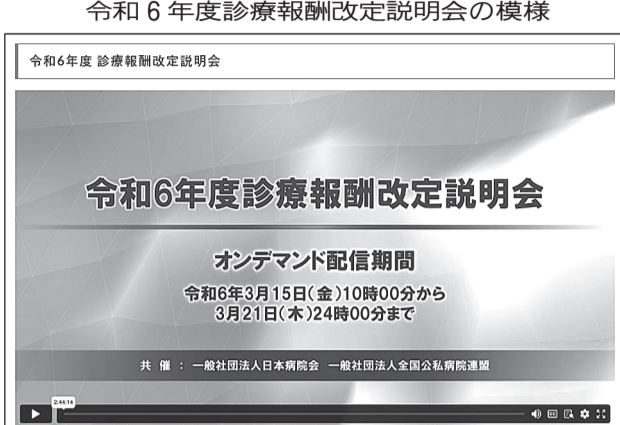 令和６年度診療報酬改定説明会の模様
令和6年度 診療報酬改定説明会
令和6年度診療報酬改定説明会
オンデマンド配信期間
令和6年3月15日(金)10時00分から
3月21日(木)24時00分まで
共 催 ： 一般社団法人日本病院会 一般社団法人全国公私病院連盟
2:44:14